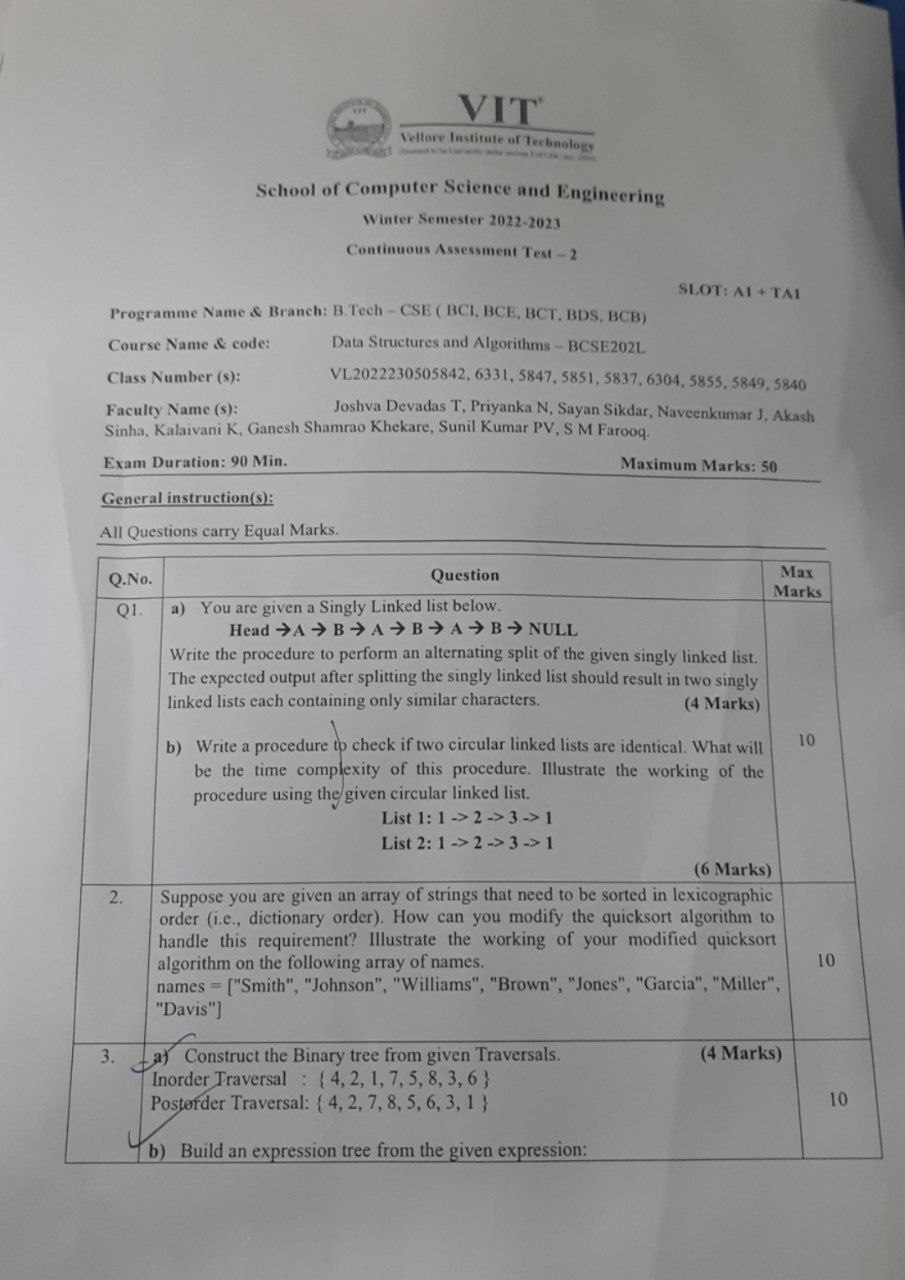 VIT
Vellore Institute of Technology
(Deemed to be University under section 3 of UGC Act, 1956)
School of Computer Science and Engineering
Winter Semester 2022-2023
Continuous Assessment Test – 2
SLOT: A1 + TA1
Programme Name & Branch: B.Tech – CSE ( BCI, BCE, BCT, BDS, BCB)
Course Name & code: Data Structures and Algorithms – BCSE202L
Class Number (s): VL2022230505842, 6331, 5847, 5851, 5837, 6304, 5855, 5849, 5840
Faculty Name (s): Joshva Devadas T, Priyanka N, Sayan Sikdar, Naveenkumar J, Akash
Sinha, Kalaivani K, Ganesh Shamrao Khekare, Sunil Kumar PV, S M Farooq.
Exam Duration: 90 Min. Maximum Marks: 50
General instruction(s):
All Questions carry Equal Marks.
Q.No. Question Max
Marks
Q1. a) You are given a Singly Linked list below.
Head →A → B → A → B → A → B → NULL
Write the procedure to perform an alternating split of the given singly linked list.
The expected output after splitting the singly linked list should result in two singly
linked lists each containing only similar characters. (4 Marks)
b) Write a procedure to check if two circular linked lists are identical. What will 10
be the time complexity of this procedure. Illustrate the working of the
procedure using the given circular linked list.
List 1: 1 -> 2 -> 3 -> 1
List 2: 1 -> 2 -> 3 -> 1
(6 Marks)
2. Suppose you are given an array of strings that need to be sorted in lexicographic
order (i.e., dictionary order). How can you modify the quicksort algorithm to
handle this requirement? Illustrate the working of your modified quicksort
algorithm on the following array of names. 10
names = ["Smith", "Johnson", "Williams", "Brown", "Jones", "Garcia", "Miller",
"Davis"]
3. a) Construct the Binary tree from given Traversals. (4 Marks)
Inorder Traversal : { 4, 2, 1, 7, 5, 8, 3, 6 }
Postorder Traversal: { 4, 2, 7, 8, 5, 6, 3, 1 } 10
b) Build an expression tree from the given expression: